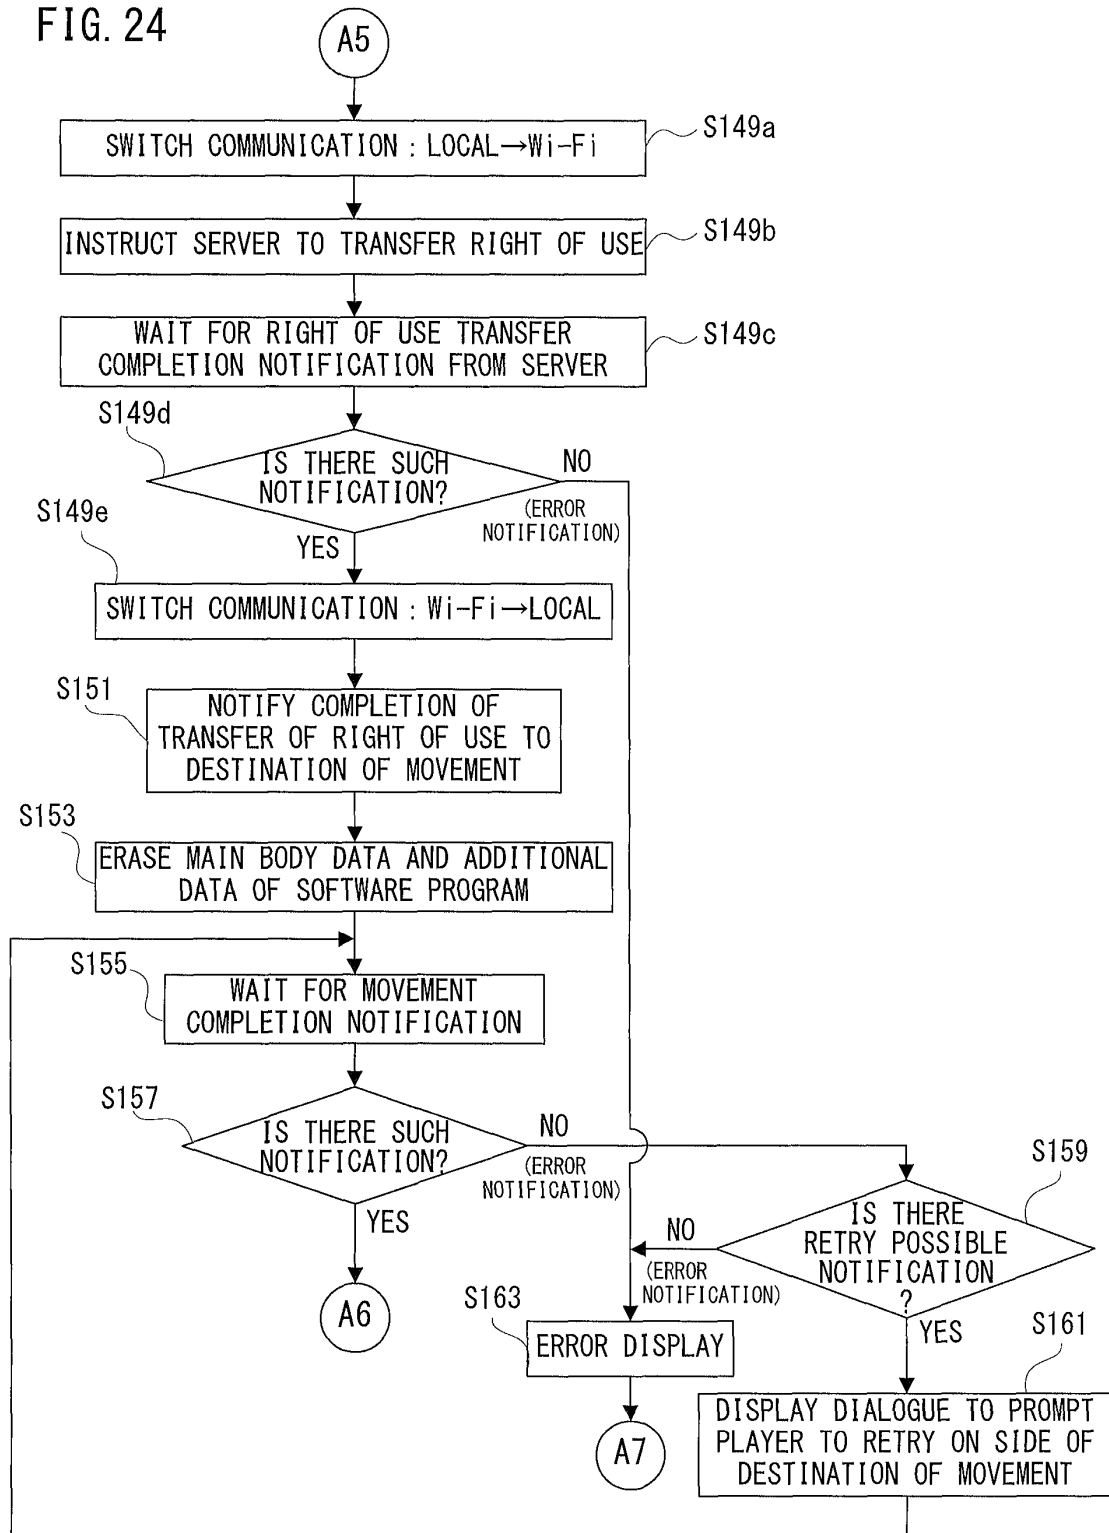 FIG. 24
A5
SWITCH COMMUNICATION : LOCAL→Wi-Fi
S149a
INSTRUCT SERVER TO TRANSFER RIGHT OF USE
S149b
WAIT FOR RIGHT OF USE TRANSFER
COMPLETION NOTIFICATION FROM SERVER
S149c
S149d
IS THERE SUCH
NOTIFICATION?
NO
(ERROR
NOTIFICATION)
S149e
YES
SWITCH COMMUNICATION : Wi-Fi→LOCAL
S151
NOTIFY COMPLETION OF
TRANSFER OF RIGHT OF USE TO
DESTINATION OF MOVEMENT
S153
ERASE MAIN BODY DATA AND ADDITIONAL
DATA OF SOFTWARE PROGRAM
S155
WAIT FOR MOVEMENT
COMPLETION NOTIFICATION
S157
IS THERE SUCH
NOTIFICATION?
NO
(ERROR
NOTIFICATION)
YES
A6
S159
IS THERE
RETRY POSSIBLE
NOTIFICATION
?
NO
(ERROR
NOTIFICATION)
YES
S163
ERROR DISPLAY
A7
S161
DISPLAY DIALOGUE TO PROMPT
PLAYER TO RETRY ON SIDE OF
DESTINATION OF MOVEMENT